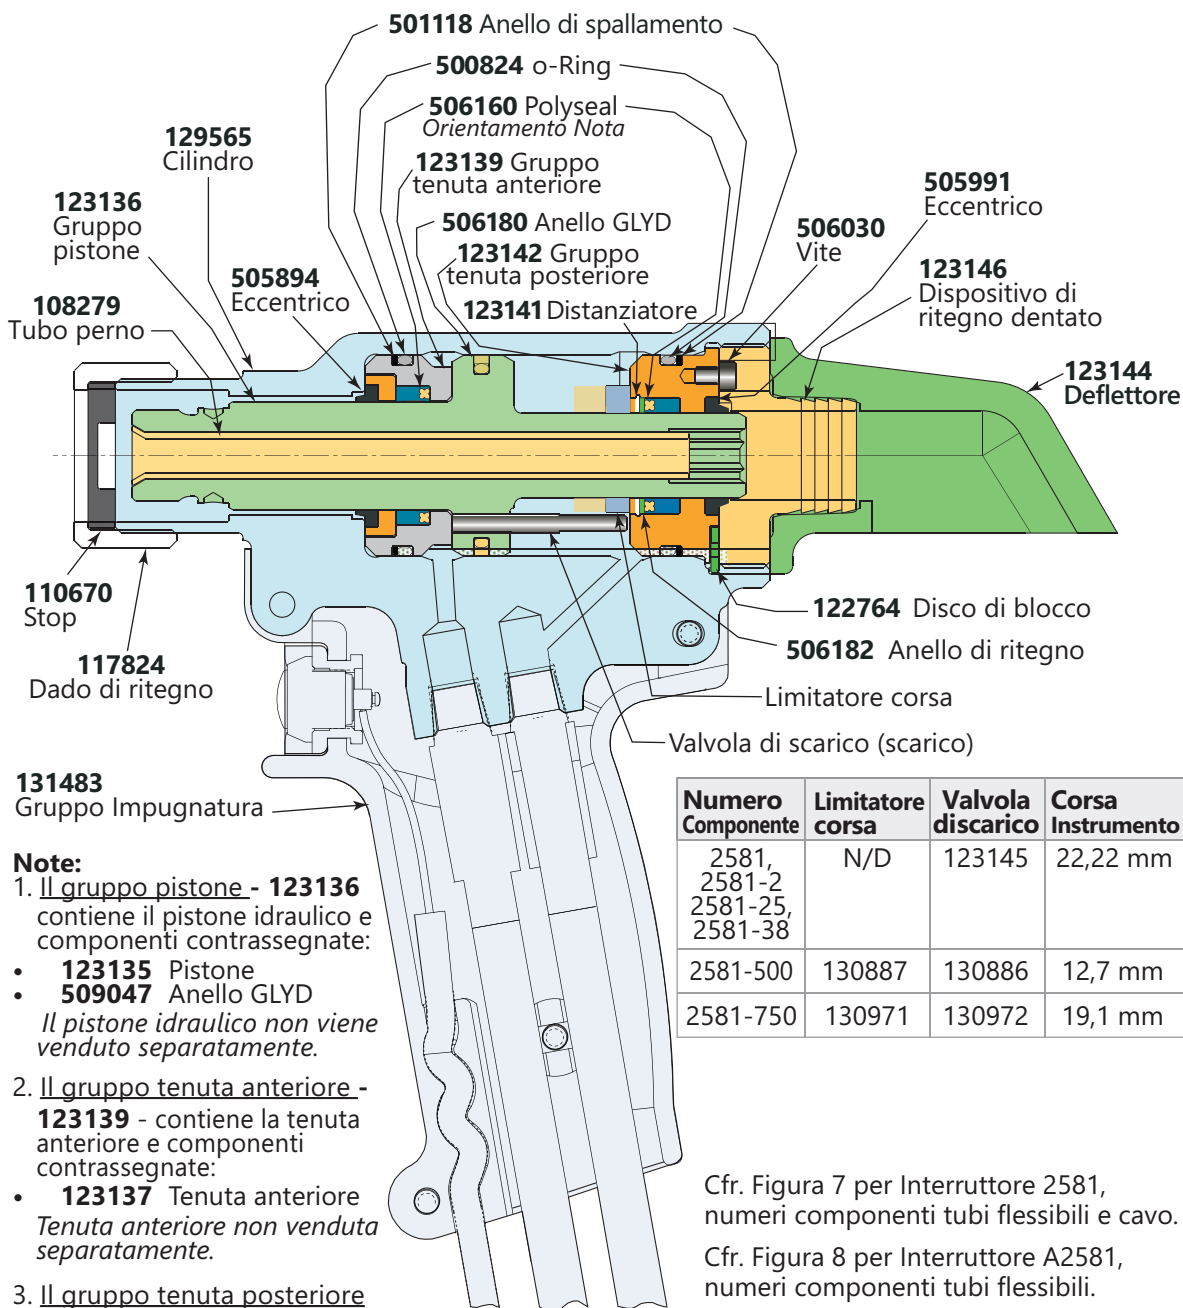 501118 Anello di spallamento
500824 o-Ring
506160 Polyseal
Orientamento Nota
129565
Cilindro
123139 Gruppo
tenuta anteriore
505991
Eccentrico
123136
Gruppo
pistone
506180 Anello GLYD
506030
Vite
123142 Gruppo
tenuta posteriore
505894
Eccentrico
123146
Dispositivo di
ritegno dentato
108279
Tubo perno
123141 Distanziatore
123144
Deflettore
110670
Stop
122764 Disco di blocco
506182 Anello di ritegno
117824
Dado di ritegno
Limitatore corsa
Valvola di scarico (scarico)
131483
Gruppo Impugnatura
Numero Componente | Limitatore corsa | Valvola discarico | Corsa Instrumento
2581, 2581-2 2581-25, 2581-38 | N/D | 123145 | 22,22 mm
2581-500 | 130887 | 130886 | 12,7 mm
2581-750 | 130971 | 130972 | 19,1 mm
Note:
1. Il gruppo pistone - 123136
contiene il pistone idraulico e
componenti contrassegnate:
• 123135 Pistone
• 509047 Anello GLYD
Il pistone idraulico non viene
venduto separatamente.
2. Il gruppo tenuta anteriore -
123139 - contiene la tenuta
anteriore e componenti
contrassegnate:
• 123137 Tenuta anteriore
Tenuta anteriore non venduta
separatamente.
3. Il gruppo tenuta posteriore
Cfr. Figura 7 per Interruttore 2581,
numeri componenti tubi flessibili e cavo.
Cfr. Figura 8 per Interruttore A2581,
numeri componenti tubi flessibili.